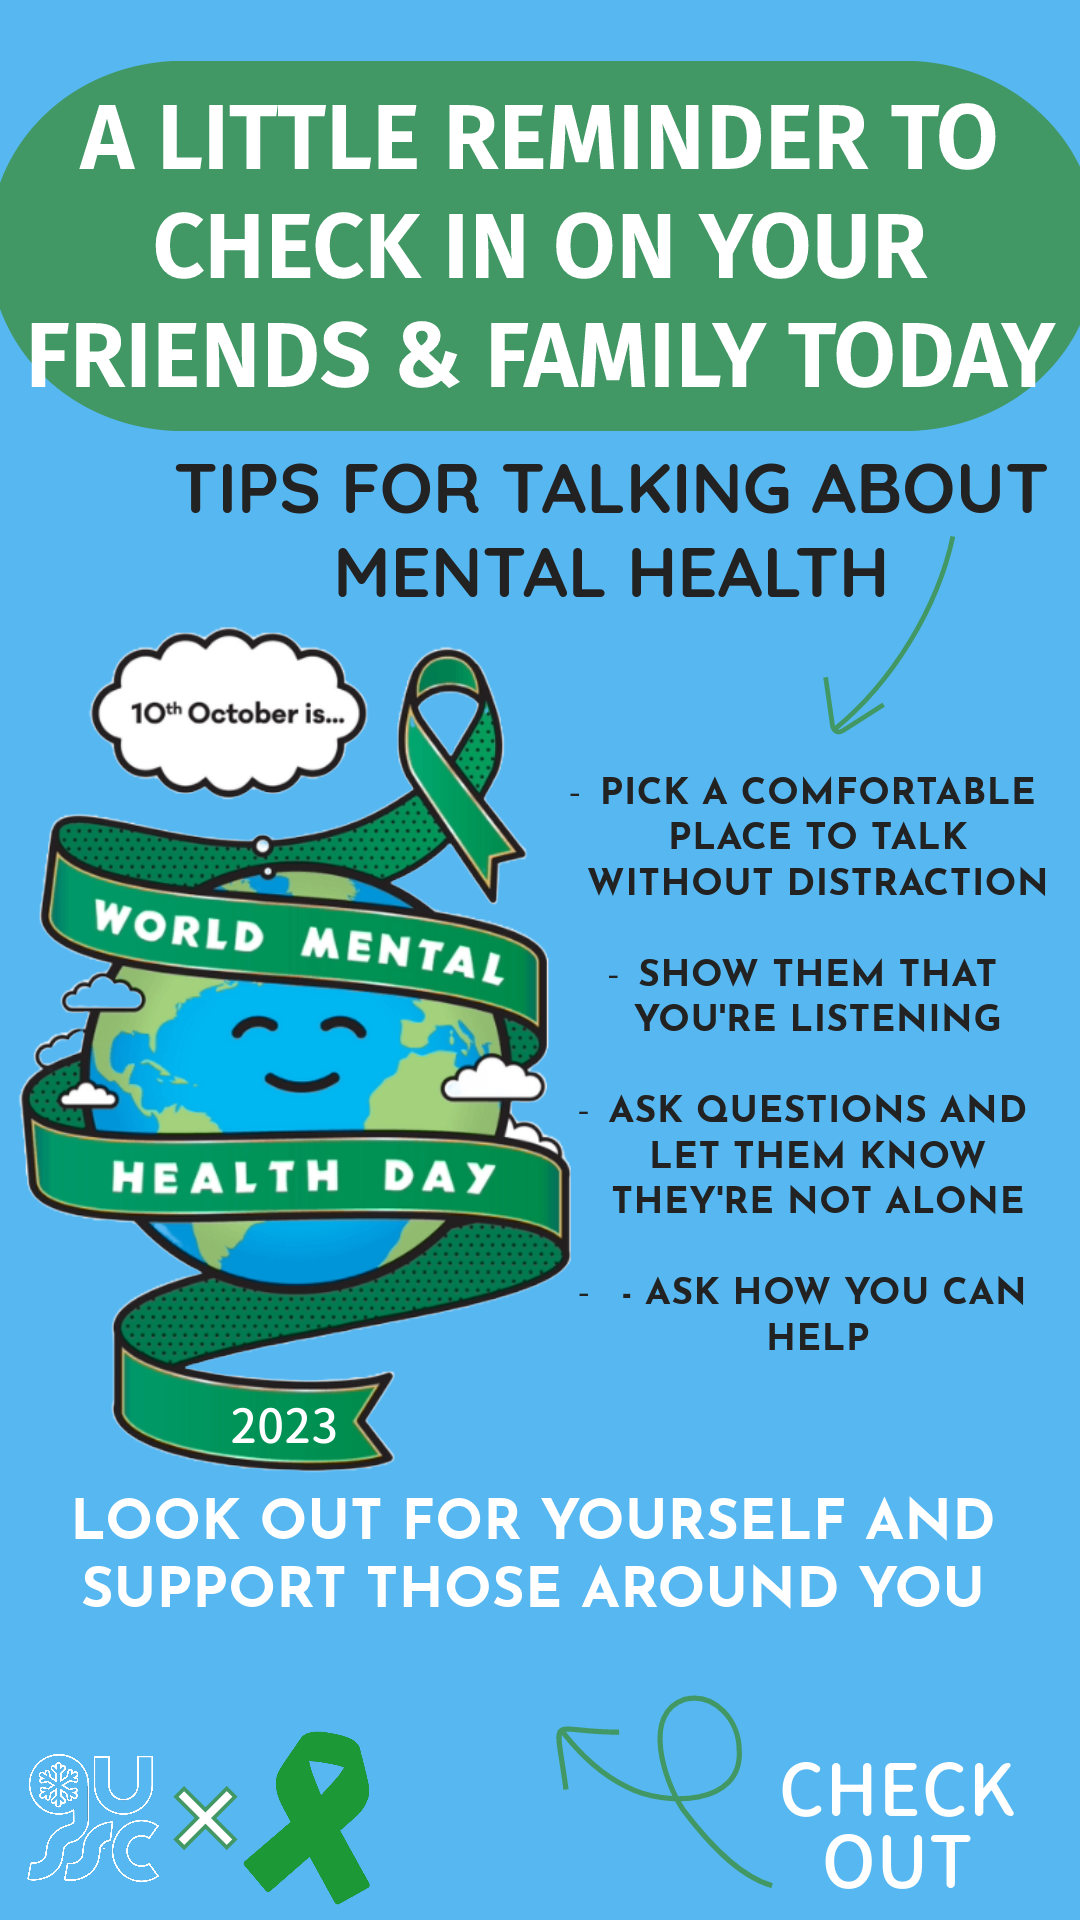 A LITTLE REMINDER TO
CHECK IN ON YOUR
FRIENDS & FAMILY TODAY
TIPS FOR TALKING ABOUT
MENTAL HEALTH
10th October is...
WORLD MENTAL
HEALTH DAY
2023
- PICK A COMFORTABLE
PLACE TO TALK
WITHOUT DISTRACTION
- SHOW THEM THAT
YOU'RE LISTENING
- ASK QUESTIONS AND
LET THEM KNOW
THEY'RE NOT ALONE
- - ASK HOW YOU CAN
HELP
LOOK OUT FOR YOURSELF AND
SUPPORT THOSE AROUND YOU
GU
SSC
CHECK
OUT